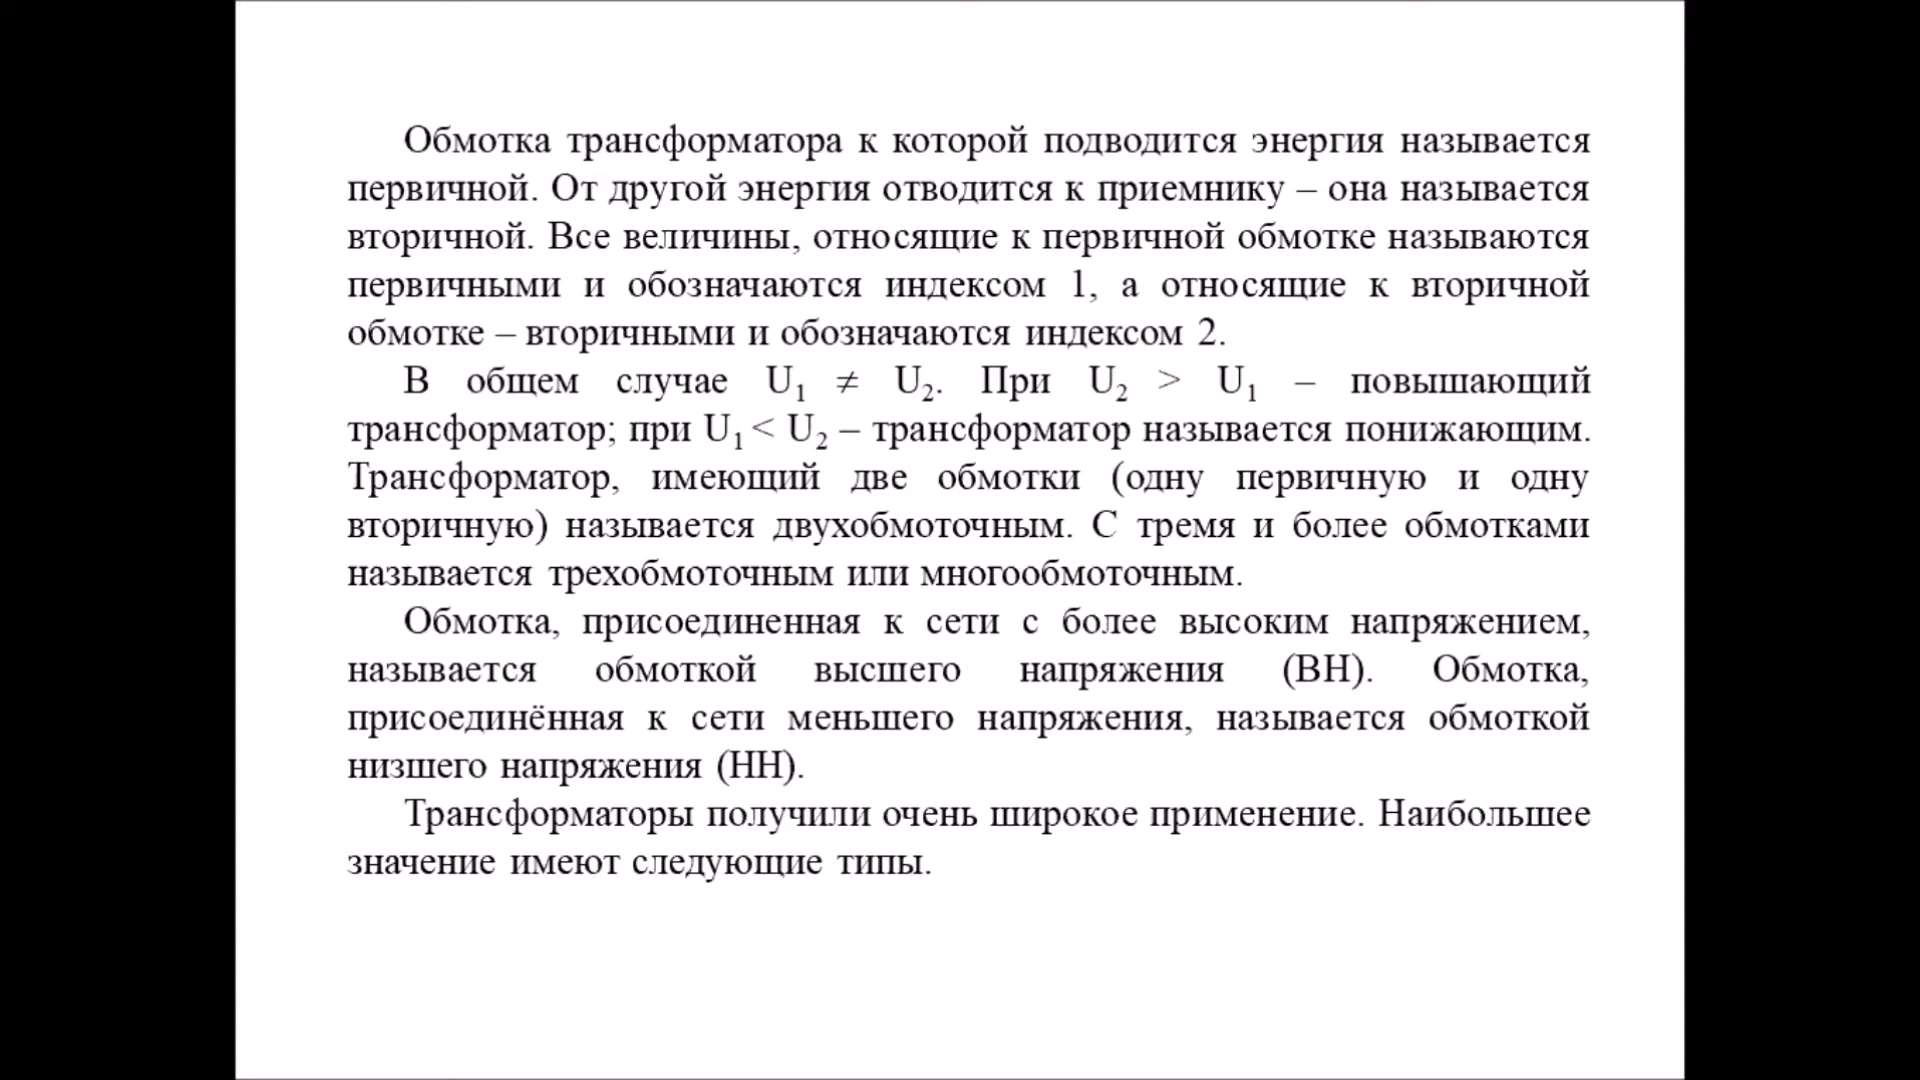 Обмотка трансформатора к которой подводится энергия называется
первичной. От другой энергия отводится к приемнику – она называется
вторичной. Все величины, относящие к первичной обмотке называются
первичными и обозначаются индексом 1, а относящие к вторичной
обмотке – вторичными и обозначаются индексом 2.
В общем случае U₁ ≠ U₂. При U₂ > U₁ – повышающий
трансформатор; при U₁ < U₂ – трансформатор называется понижающим.
Трансформатор, имеющий две обмотки (одну первичную и одну
вторичную) называется двухобмоточным. С тремя и более обмотками
называется трехобмоточным или многообмоточным.
Обмотка, присоединенная к сети с более высоким напряжением,
называется обмоткой высшего напряжения (ВН). Обмотка,
присоединённая к сети меньшего напряжения, называется обмоткой
низшего напряжения (НН).
Трансформаторы получили очень широкое применение. Наибольшее
значение имеют следующие типы.